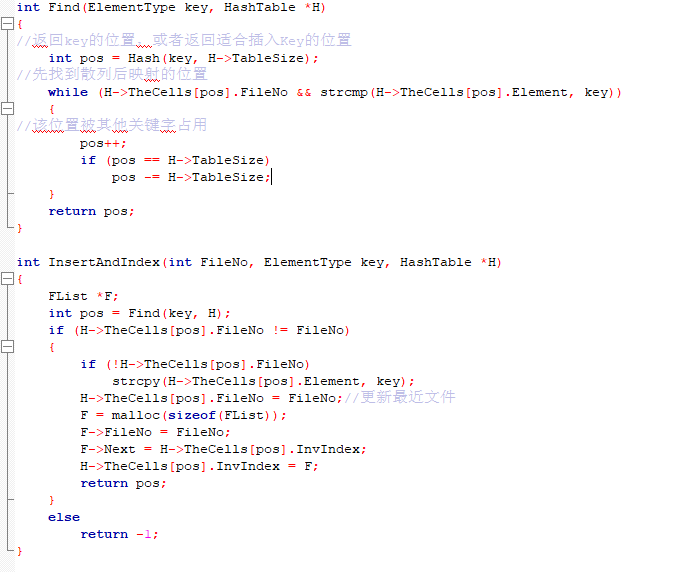 int Find(ElementType key, HashTable *H)
{
//返回key的位置，或者返回适合插入Key的位置
    int pos = Hash(key, H->TableSize);
//先找到散列后映射的位置
    while (H->TheCells[pos].FileNo && strcmp(H->TheCells[pos].Element, key))
    {
//该位置被其他关键字占用
        pos++;
        if (pos == H->TableSize)
            pos -= H->TableSize;
    }
    return pos;
}
int InsertAndIndex(int FileNo, ElementType key, HashTable *H)
{
    FList *F;
    int pos = Find(key, H);
    if (H->TheCells[pos].FileNo != FileNo)
    {
        if (!H->TheCells[pos].FileNo)
            strcpy(H->TheCells[pos].Element, key);
        H->TheCells[pos].FileNo = FileNo;//更新最近文件
        F = malloc(sizeof(FList));
        F->FileNo = FileNo;
        F->Next = H->TheCells[pos].InvIndex;
        H->TheCells[pos].InvIndex = F;
        return pos;
    }
    else
        return -1;
}